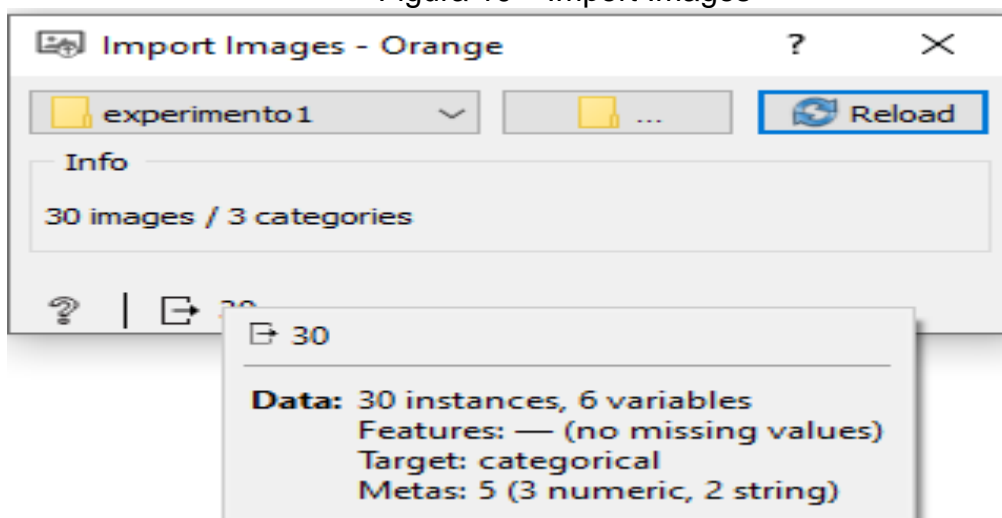 Import Images - Orange ?
experimento1 ... Reload
Info
30 images / 3 categories
30
Data: 30 instances, 6 variables
Features: — (no missing values)
Target: categorical
Metas: 5 (3 numeric, 2 string)